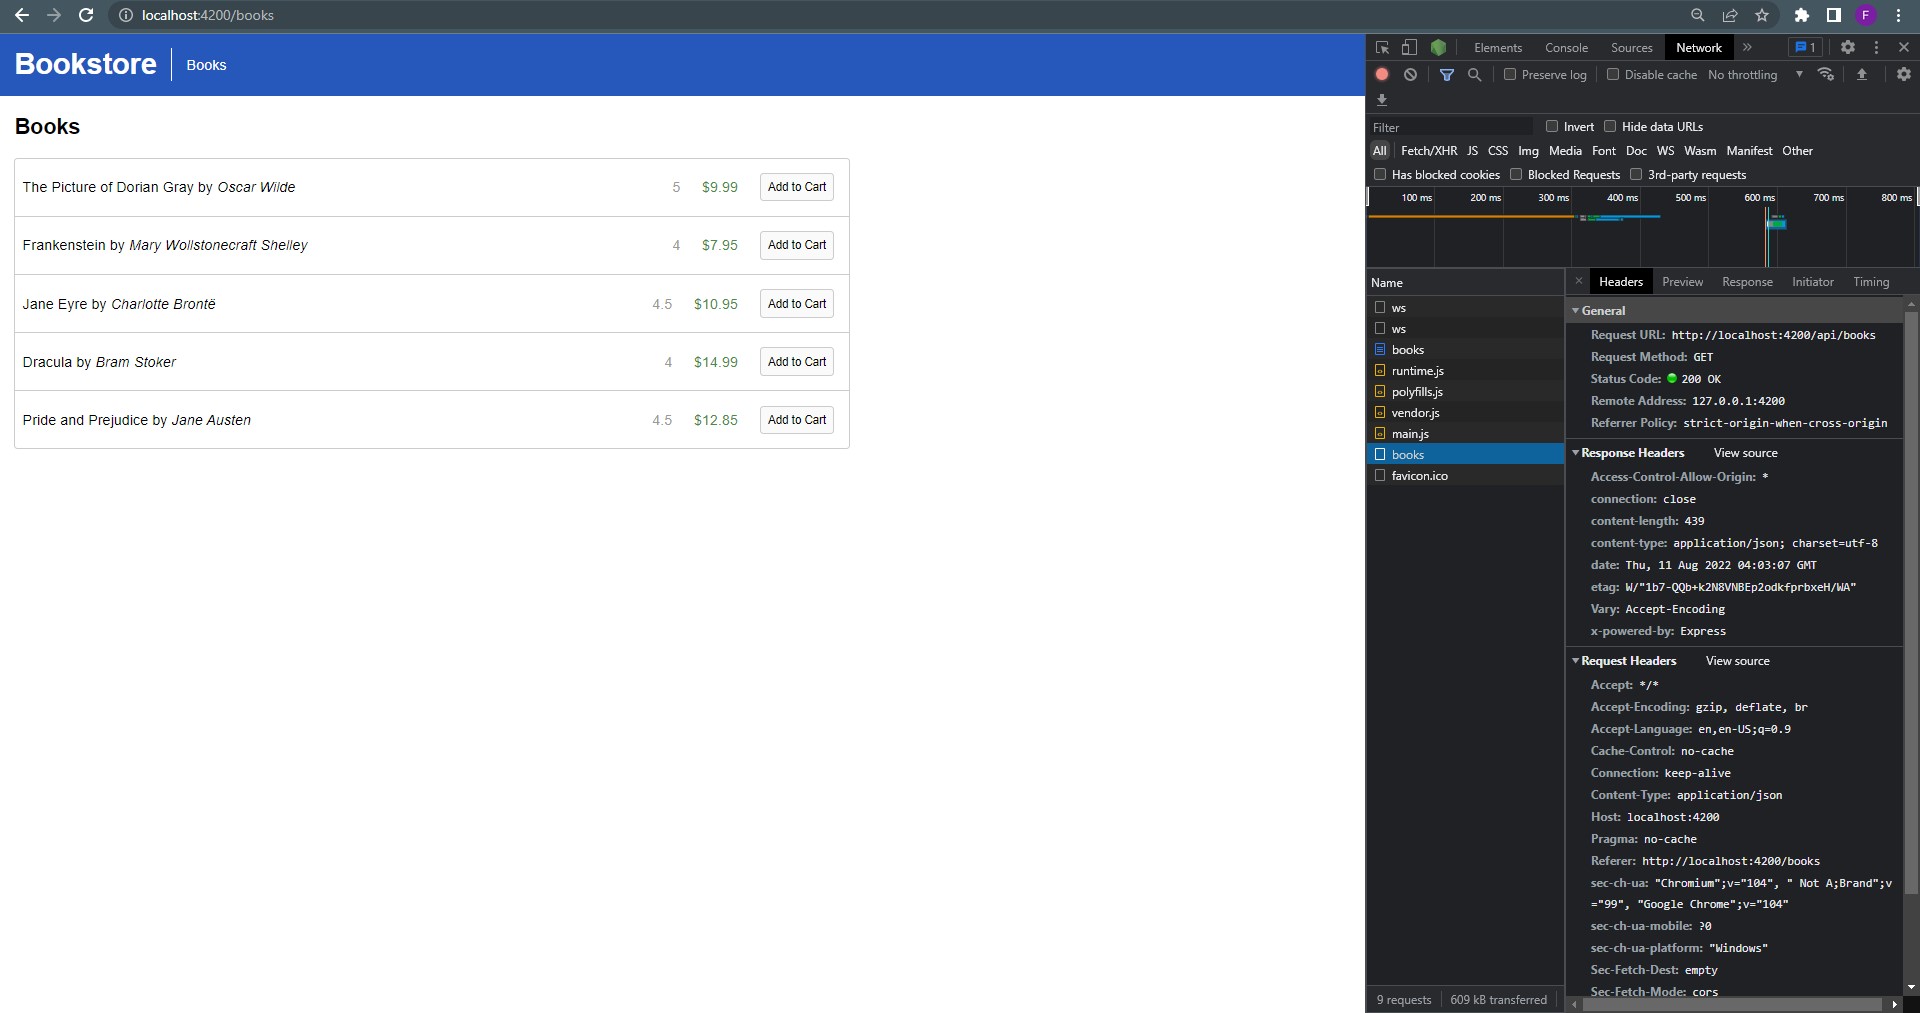 localhost:4200/books
F
Bookstore Books
Books
The Picture of Dorian Gray by Oscar Wilde 5 $9.99 Add to Cart
Frankenstein by Mary Wollstonecraft Shelley 4 $7.95 Add to Cart
Jane Eyre by Charlotte Brontë 4.5 $10.95 Add to Cart
Dracula by Bram Stoker 4 $14.99 Add to Cart
Pride and Prejudice by Jane Austen 4.5 $12.85 Add to Cart
Elements Console Sources Network » 1
Preserve log Disable cache No throttling
Filter Invert Hide data URLs
All Fetch/XHR JS CSS Img Media Font Doc WS Wasm Manifest Other
Has blocked cookies Blocked Requests 3rd-party requests
100 ms 200 ms 300 ms 400 ms 500 ms 600 ms 700 ms 800 ms
Name
ws
ws
books
runtime.js
polyfills.js
vendor.js
main.js
books
favicon.ico
9 requests 609 kB transferred
Headers Preview Response Initiator Timing
General
Request URL: http://localhost:4200/api/books
Request Method: GET
Status Code: 200 OK
Remote Address: 127.0.0.1:4200
Referrer Policy: strict-origin-when-cross-origin
Response Headers View source
Access-Control-Allow-Origin: *
connection: close
content-length: 439
content-type: application/json; charset=utf-8
date: Thu, 11 Aug 2022 04:03:07 GMT
etag: W/"1b7-QQb+k2N8VNBEp2odkfprbxeH/WA"
Vary: Accept-Encoding
x-powered-by: Express
Request Headers View source
Accept: */*
Accept-Encoding: gzip, deflate, br
Accept-Language: en,en-US;q=0.9
Cache-Control: no-cache
Connection: keep-alive
Content-Type: application/json
Host: localhost:4200
Pragma: no-cache
Referer: http://localhost:4200/books
sec-ch-ua: "Chromium";v="104", " Not A;Brand";v
="99", "Google Chrome";v="104"
sec-ch-ua-mobile: ?0
sec-ch-ua-platform: "Windows"
Sec-Fetch-Dest: empty
Sec-Fetch-Mode: cors